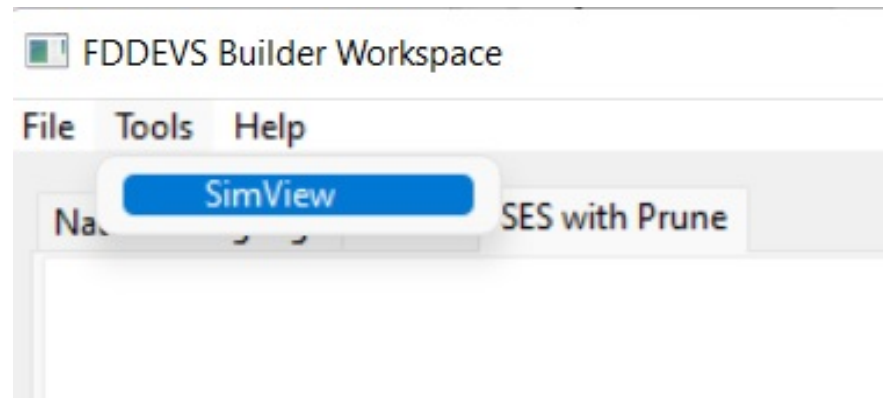 FDDEVS Builder Workspace
File Tools Help
SimView
SES with Prune